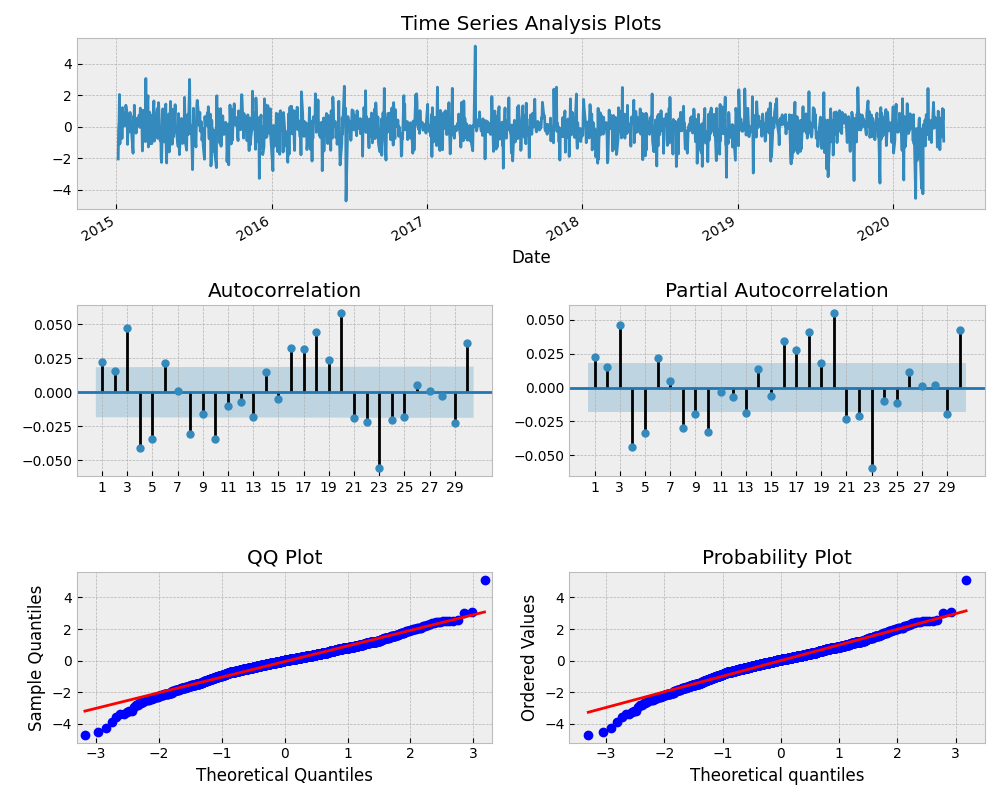 Time Series Analysis Plots
4
2
0
−2
−4
2015 2016 2017 2018 2019 2020
Date
Autocorrelation
0.050
0.025
0.000
−0.025
−0.050
1 3 5 7 9 11 13 15 17 19 21 23 25 27 29
Partial Autocorrelation
0.050
0.025
0.000
−0.025
−0.050
1 3 5 7 9 11 13 15 17 19 21 23 25 27 29
QQ Plot
Sample Quantiles
4
2
0
−2
−4
−3 −2 −1 0 1 2 3
Theoretical Quantiles
Probability Plot
Ordered Values
4
2
0
−2
−4
−3 −2 −1 0 1 2 3
Theoretical quantiles